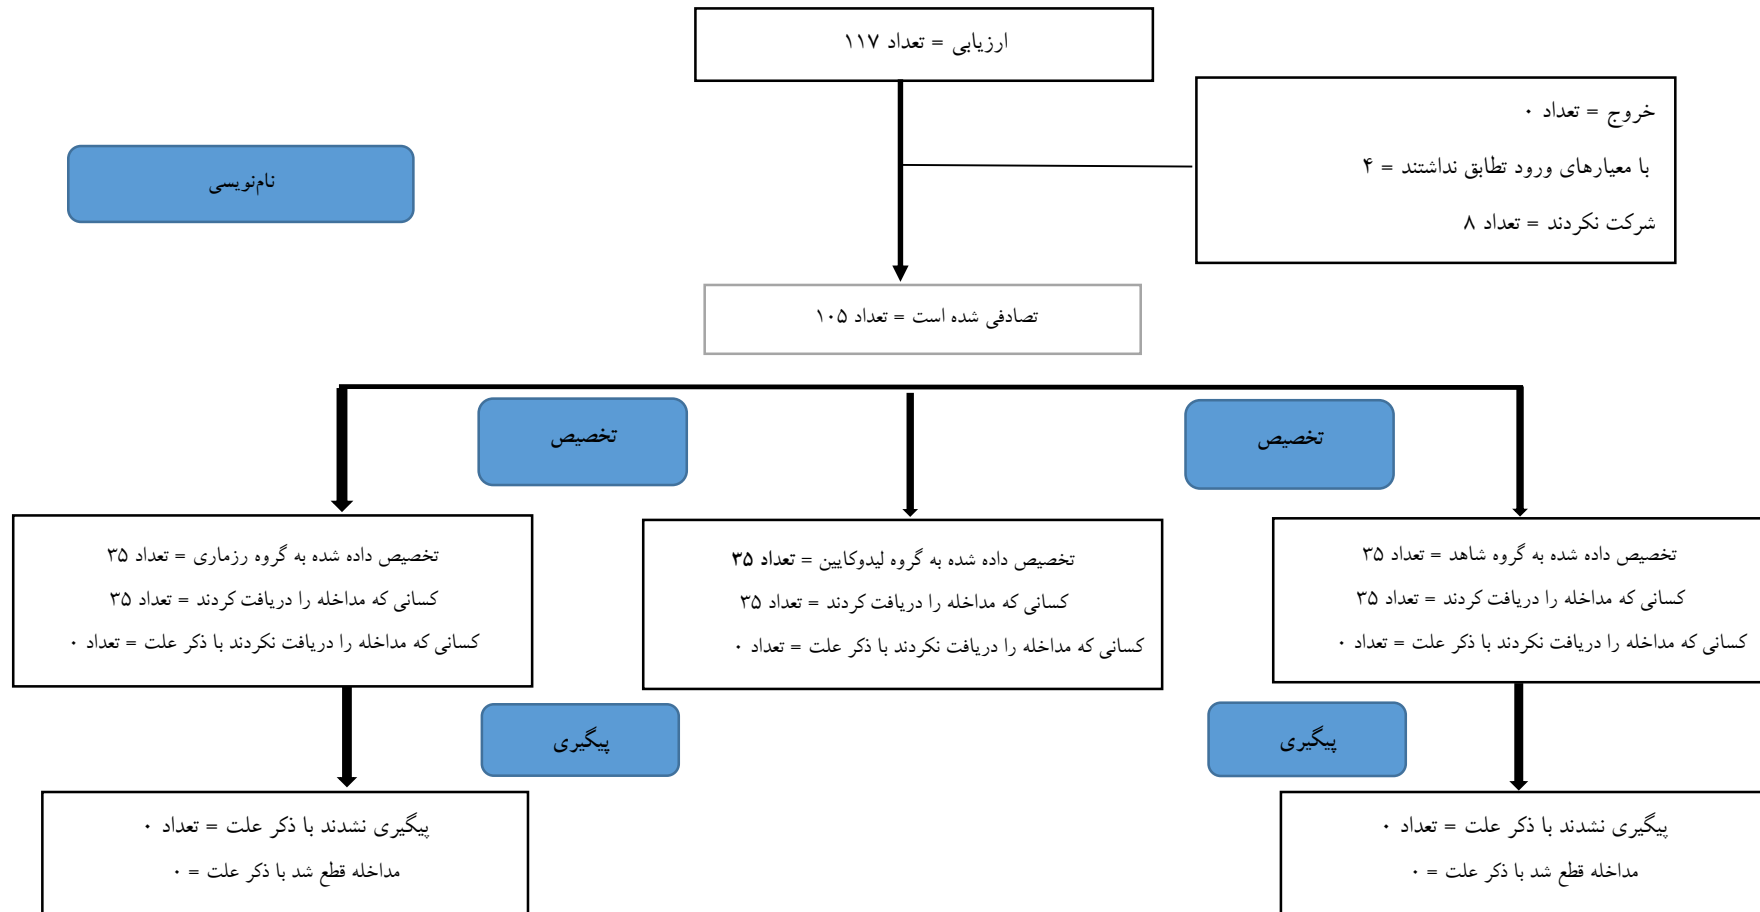 ارزیابی = تعداد ۱۱۷
خروج = تعداد ۰
با معیارهای ورود تطابق نداشتند = ۴
شرکت نکردند = تعداد ۸
نام‌نویسی
تصادفی شده است = تعداد ۱۰۵
تخصیص
تخصیص
تخصیص داده شده به گروه شاهد = تعداد ۳۵
کسانی که مداخله را دریافت کردند = تعداد ۳۵
کسانی که مداخله را دریافت نکردند با ذکر علت = تعداد ۰
تخصیص داده شده به گروه لیدوکایین = تعداد ۳۵
کسانی که مداخله را دریافت کردند = تعداد ۳۵
کسانی که مداخله را دریافت نکردند با ذکر علت = تعداد ۰
تخصیص داده شده به گروه رزماری = تعداد ۳۵
کسانی که مداخله را دریافت کردند = تعداد ۳۵
کسانی که مداخله را دریافت نکردند با ذکر علت = تعداد ۰
پیگیری
پیگیری
پیگیری نشدند با ذکر علت = تعداد ۰
مداخله قطع شد با ذکر علت = ۰
پیگیری نشدند با ذکر علت = تعداد ۰
مداخله قطع شد با ذکر علت = ۰